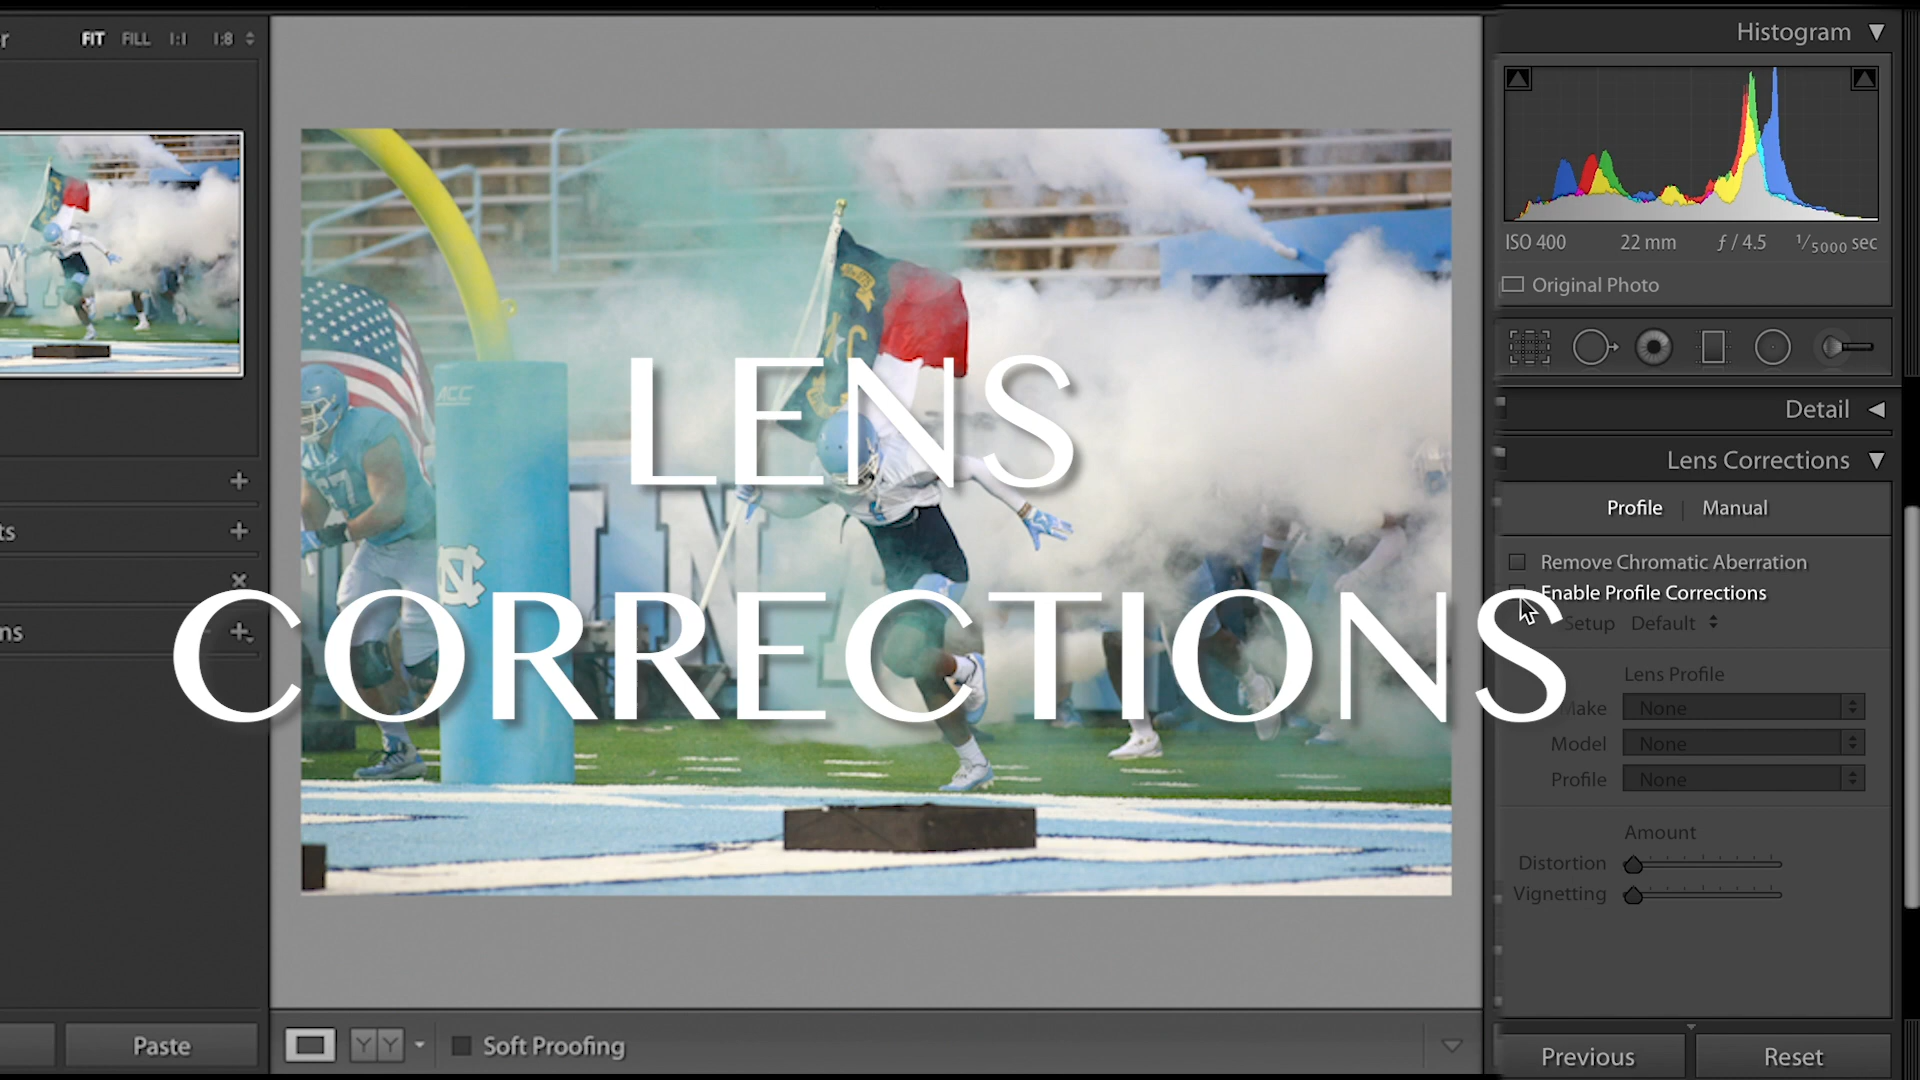 FIT FILL 1:1 1:8
Histogram
ISO 400 22 mm ƒ / 4.5 1/5000 sec
Original Photo
Detail
Lens Corrections
Profile | Manual
Remove Chromatic Aberration
Enable Profile Corrections
Setup Default
Lens Profile
Make None
Model None
Profile None
Amount
Distortion
Vignetting
Previous Reset
LENS
CORRECTIONS
ACC
NC
Paste
Soft Proofing
YY